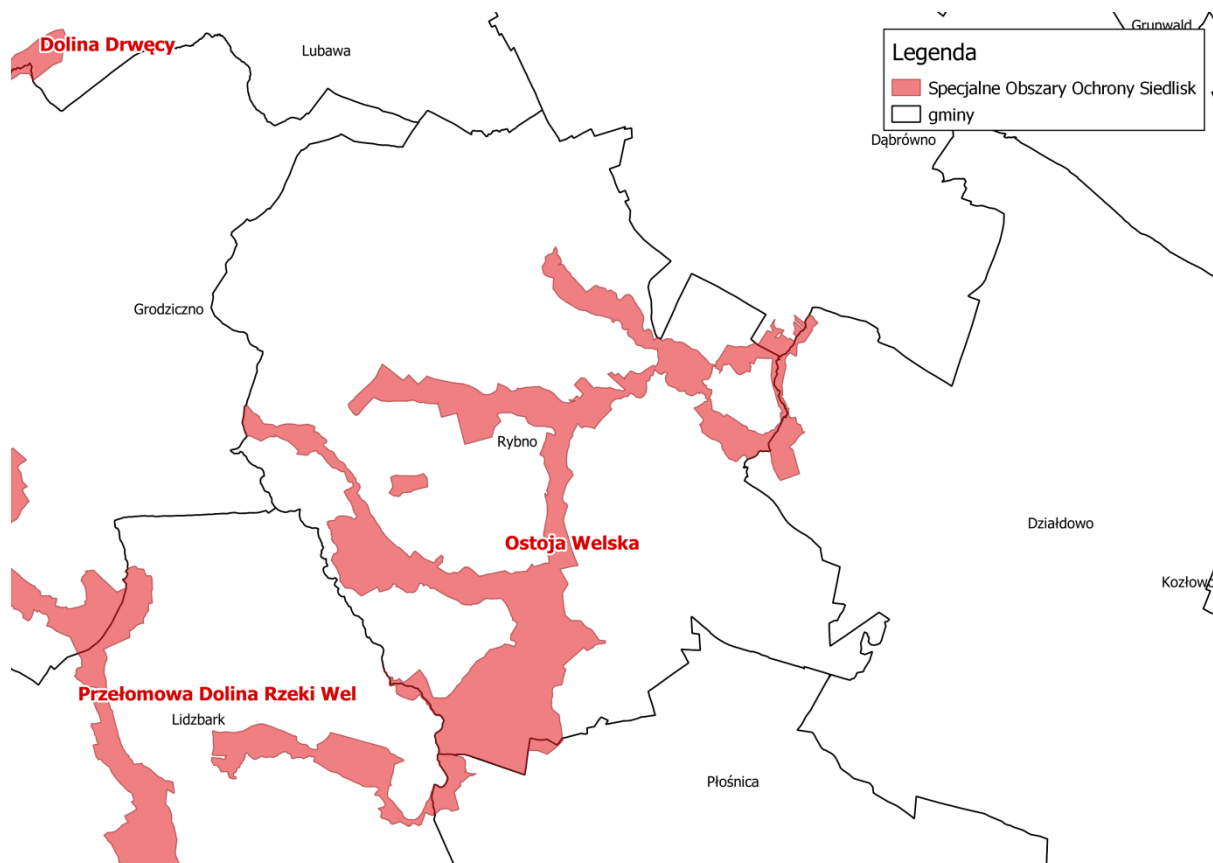 Dolina Drwęcy
Lubawa
Grunwald
Legenda
Specjalne Obszary Ochrony Siedlisk
gminy
Dąbrówno
Grodziczno
Rybno
Ostoja Welska
Działdowo
Kozłowo
Przełomowa Dolina Rzeki Wel
Lidzbark
Płośnica